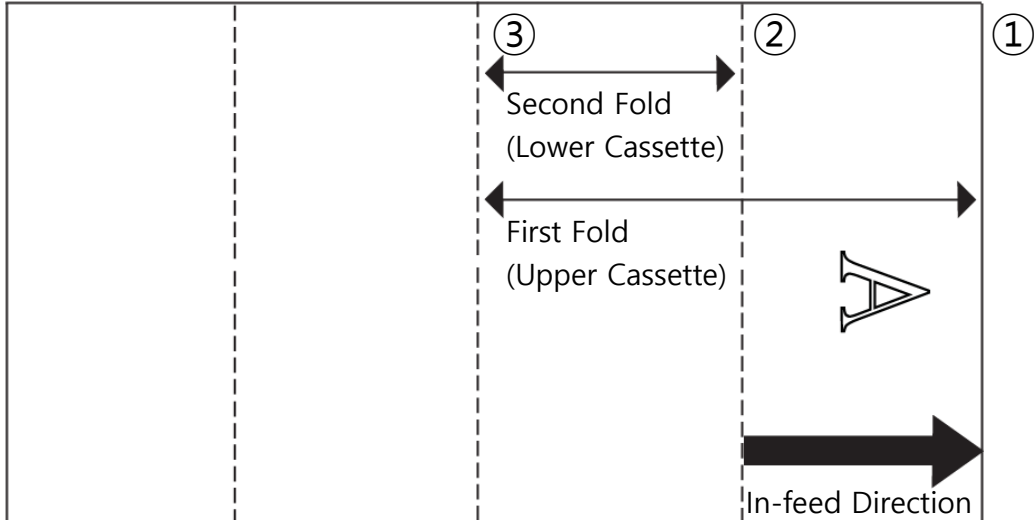 ③ ② ①
Second Fold
(Lower Cassette)
First Fold
(Upper Cassette)
A
In-feed Direction